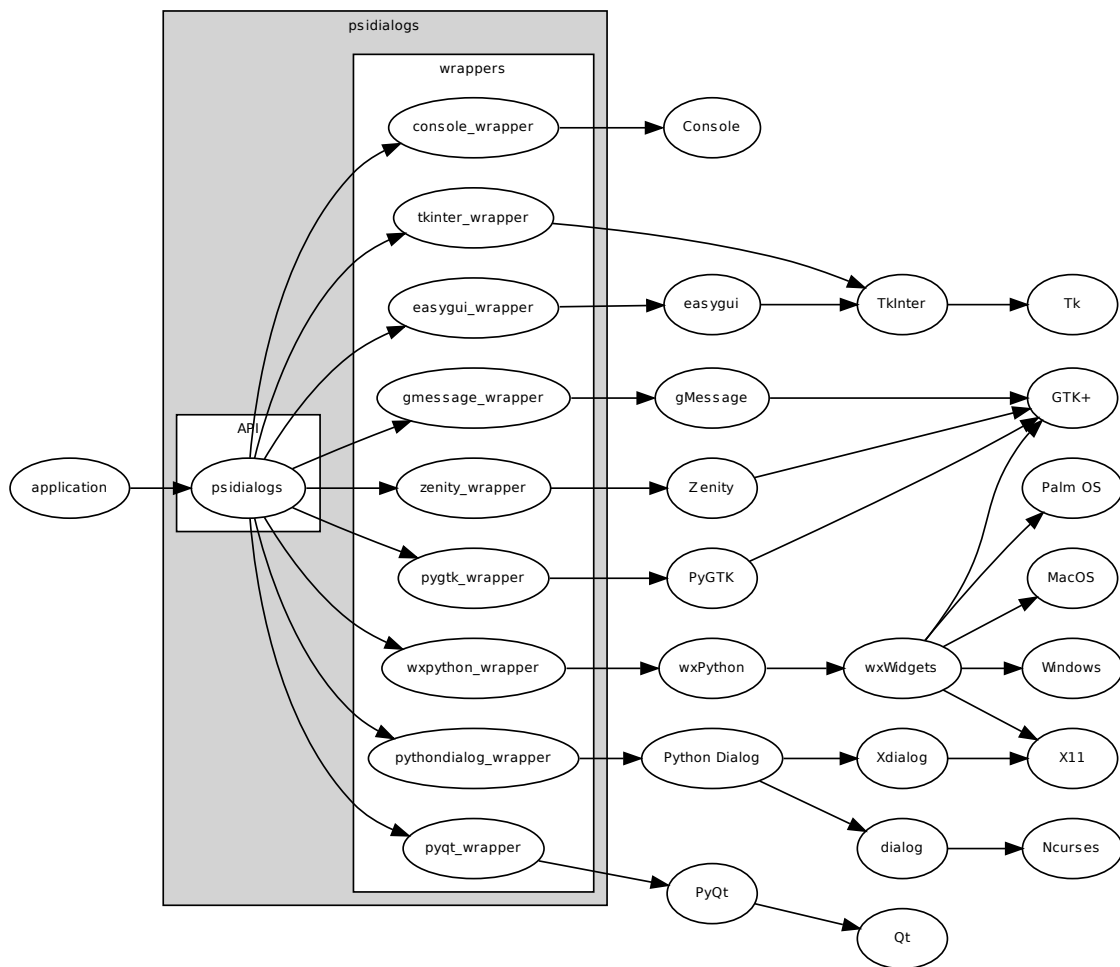 psidialogs
wrappers
console_wrapper
Console
tkinter_wrapper
easygui_wrapper
easygui
TkInter
Tk
gmessage_wrapper
gMessage
GTK+
API
application
psidialogs
zenity_wrapper
Zenity
Palm OS
pygtk_wrapper
PyGTK
MacOS
wxpython_wrapper
wxPython
wxWidgets
Windows
pythondialog_wrapper
Python Dialog
Xdialog
X11
pyqt_wrapper
dialog
Ncurses
PyQt
Qt